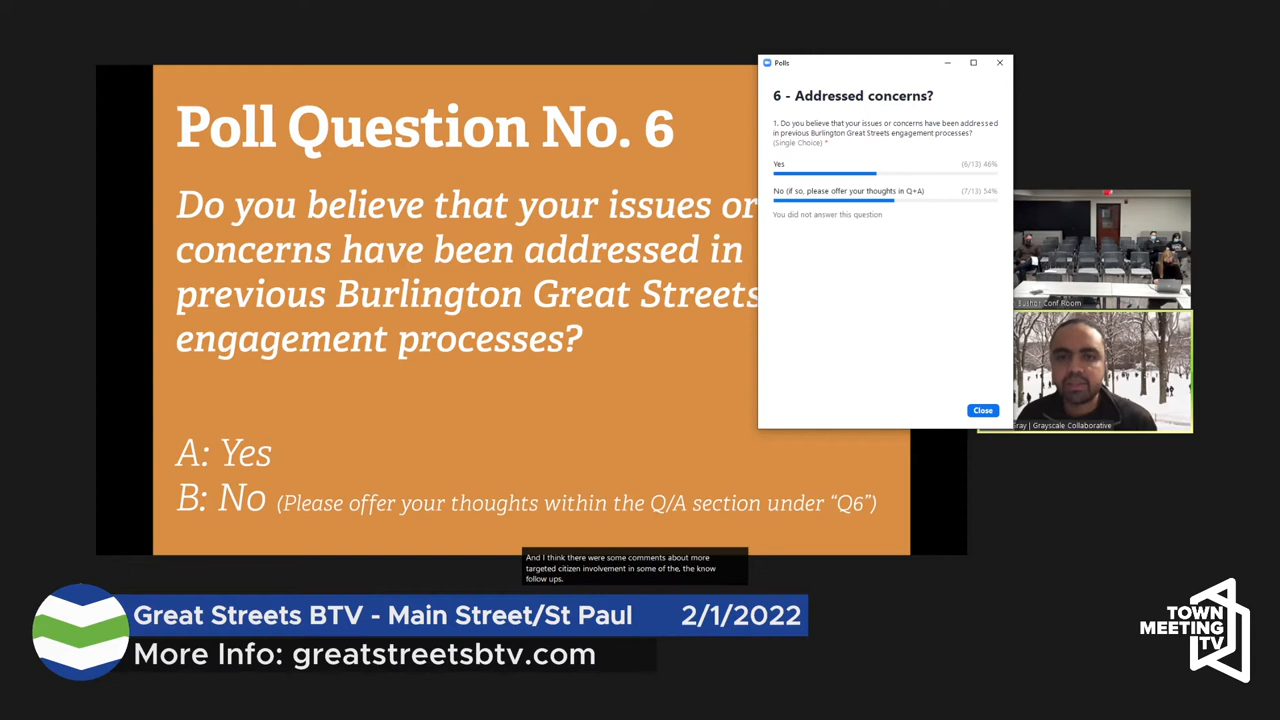 Poll Question No. 6
Do you believe that your issues or
concerns have been addressed in
previous Burlington Great Streets
engagement processes?
A: Yes
B: No (Please offer your thoughts within the Q/A section under “Q6”)
Polls
6 - Addressed concerns?
1. Do you believe that your issues or concerns have been addressed
in previous Burlington Great Streets engagement processes?
(Single Choice) *
Yes (6/13) 46%
No (if so, please offer your thoughts in Q+A) (7/13) 54%
You did not answer this question
Close
Bushor Conf Room
Gray | Grayscale Collaborative
And I think there were some comments about more
targeted citizen involvement in some of the, the know
follow ups.
Great Streets BTV - Main Street/St Paul 2/1/2022
More Info: greatstreetsbtv.com
TOWN
MEETING
TV